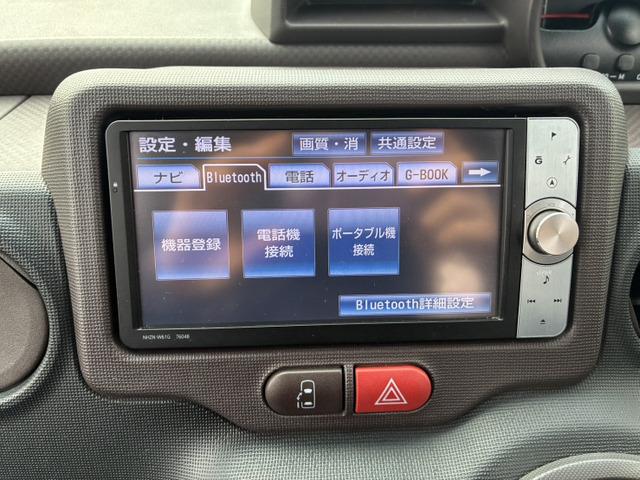 設定・編集 画質・消 共通設定
ナビ Bluetooth 電話 オーディオ G-BOOK
機器登録 電話機接続 ポータブル機接続
Bluetooth詳細設定
NHZN-W61G 76048